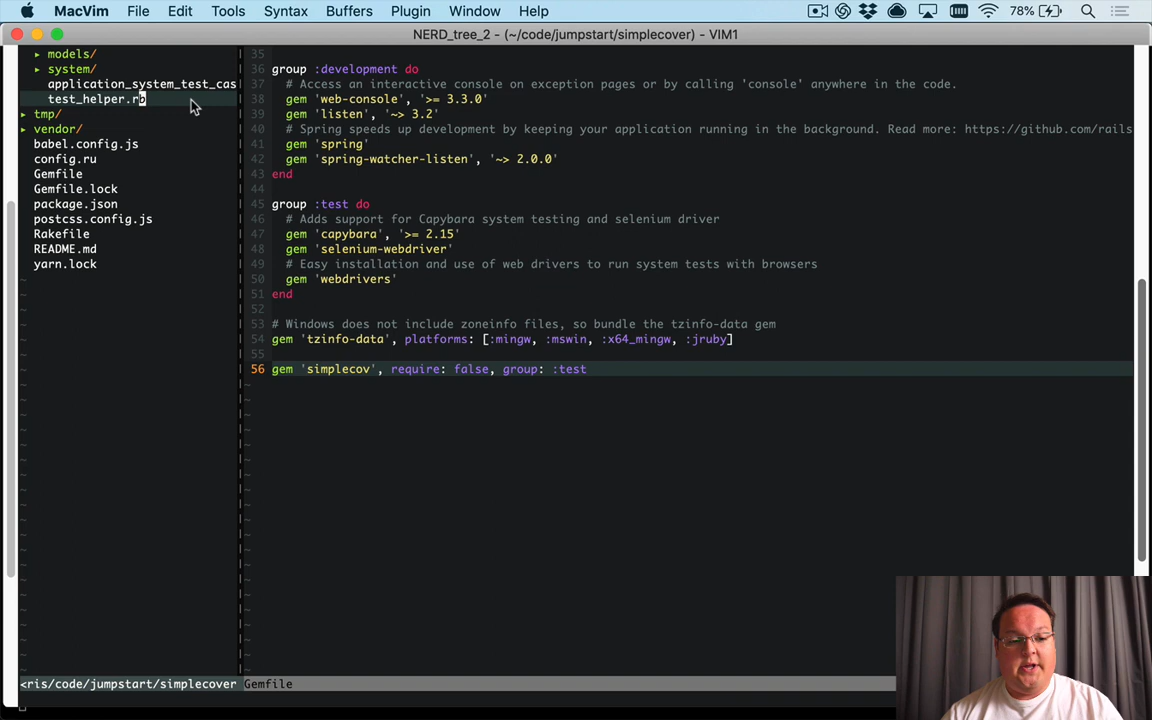 MacVim File Edit Tools Syntax Buffers Plugin Window Help 78%
NERD_tree_2 - (~/code/jumpstart/simplecover) - VIM1
▸ models/
▸ system/
application_system_test_cas
test_helper.rb
▸ tmp/
▸ vendor/
babel.config.js
config.ru
Gemfile
Gemfile.lock
package.json
postcss.config.js
Rakefile
README.md
yarn.lock
35
36 group :development do
37 # Access an interactive console on exception pages or by calling 'console' anywhere in the code.
38 gem 'web-console', '>= 3.3.0'
39 gem 'listen', '~> 3.2'
40 # Spring speeds up development by keeping your application running in the background. Read more: https://github.com/rails
41 gem 'spring'
42 gem 'spring-watcher-listen', '~> 2.0.0'
43 end
44
45 group :test do
46 # Adds support for Capybara system testing and selenium driver
47 gem 'capybara', '>= 2.15'
48 gem 'selenium-webdriver'
49 # Easy installation and use of web drivers to run system tests with browsers
50 gem 'webdrivers'
51 end
52
53 # Windows does not include zoneinfo files, so bundle the tzinfo-data gem
54 gem 'tzinfo-data', platforms: [:mingw, :mswin, :x64_mingw, :jruby]
55
56 gem 'simplecov', require: false, group: :test
<ris/code/jumpstart/simplecover Gemfile